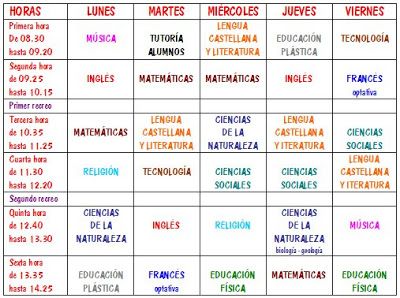 HORAS LUNES MARTES MIÉRCOLES JUEVES VIERNES
Primera hora
De 08.30
hasta 09.20
MÚSICA
TUTORÍA
ALUMNOS
LENGUA
CASTELLANA
Y LITERATURA
EDUCACIÓN
PLÁSTICA
TECNOLOGÍA
Segunda hora
de 09.25
hasta 10.15
INGLÉS
MATEMÁTICAS
MATEMÁTICAS
INGLÉS
FRANCÉS
optativa
Primer recreo
Tercera hora
de 10.35
hasta 11.25
MATEMÁTICAS
LENGUA
CASTELLANA
Y LITERATURA
CIENCIAS
DE LA
NATURALEZA
LENGUA
CASTELLANA
Y LITERATURA
CIENCIAS
SOCIALES
Cuarta hora
de 11.30
hasta 12.20
RELIGIÓN
TECNOLOGÍA
CIENCIAS
SOCIALES
CIENCIAS
SOCIALES
LENGUA
CASTELLANA
Y LITERATURA
Segundo recreo
Quinta hora
de 12.40
hasta 13.30
CIENCIAS
DE LA
NATURALEZA
INGLÉS
RELIGIÓN
CIENCIAS
DE LA
NATURALEZA
biología - geología
MÚSICA
Sexta hora
de 13.35
hasta 14.25
EDUCACIÓN
PLÁSTICA
FRANCÉS
optativa
EDUCACIÓN
FÍSICA
MATEMÁTICAS
EDUCACIÓN
FÍSICA